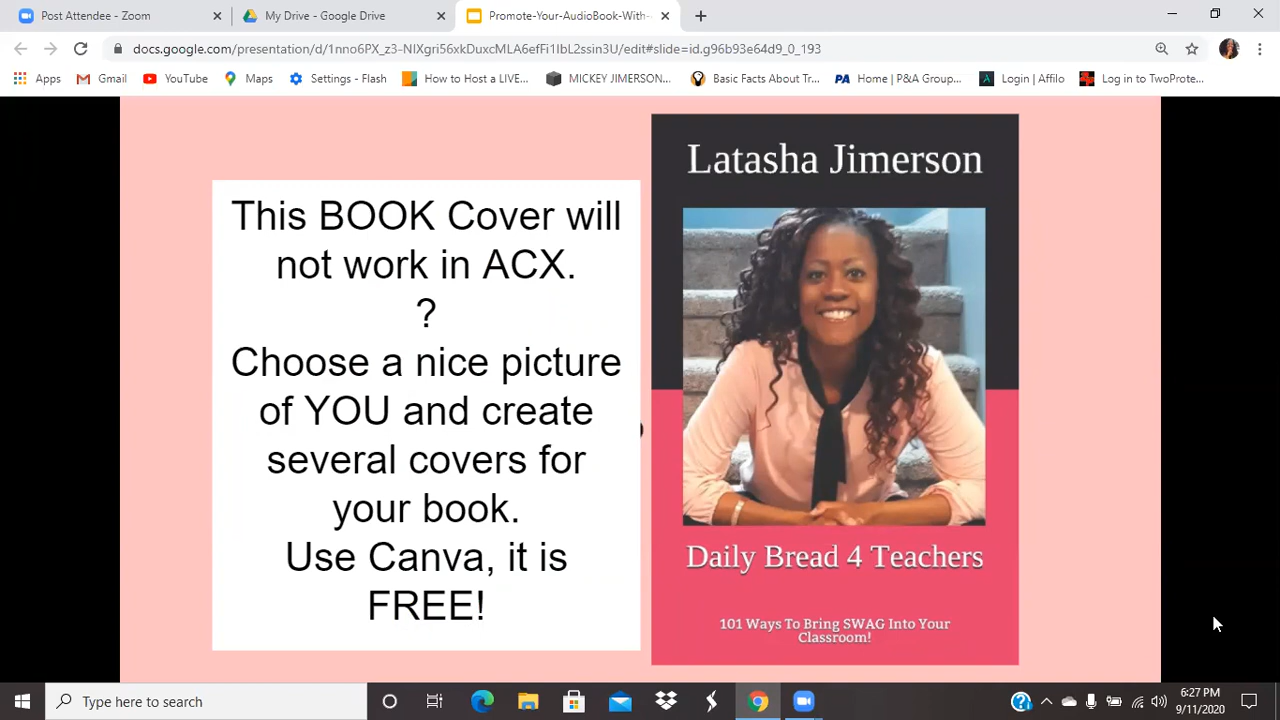 Post Attendee - Zoom
My Drive - Google Drive
Promote-Your-AudioBook-With-
docs.google.com/presentation/d/1nno6PX_z3-NIXgri56xkDuxcMLA6efFi1IbL2ssin3U/edit#slide=id.g96b93e64d9_0_193
Apps
Gmail
YouTube
Maps
Settings - Flash
How to Host a LIVE...
MICKEY JIMERSON...
Basic Facts About Tr...
PA Home | P&A Group...
Login | Affilo
Log in to TwoProte...
This BOOK Cover will
not work in ACX.
?
Choose a nice picture
of YOU and create
several covers for
your book.
Use Canva, it is
FREE!
Latasha Jimerson
Daily Bread 4 Teachers
101 Ways To Bring SWAG Into Your
Classroom!
Type here to search
6:27 PM
9/11/2020